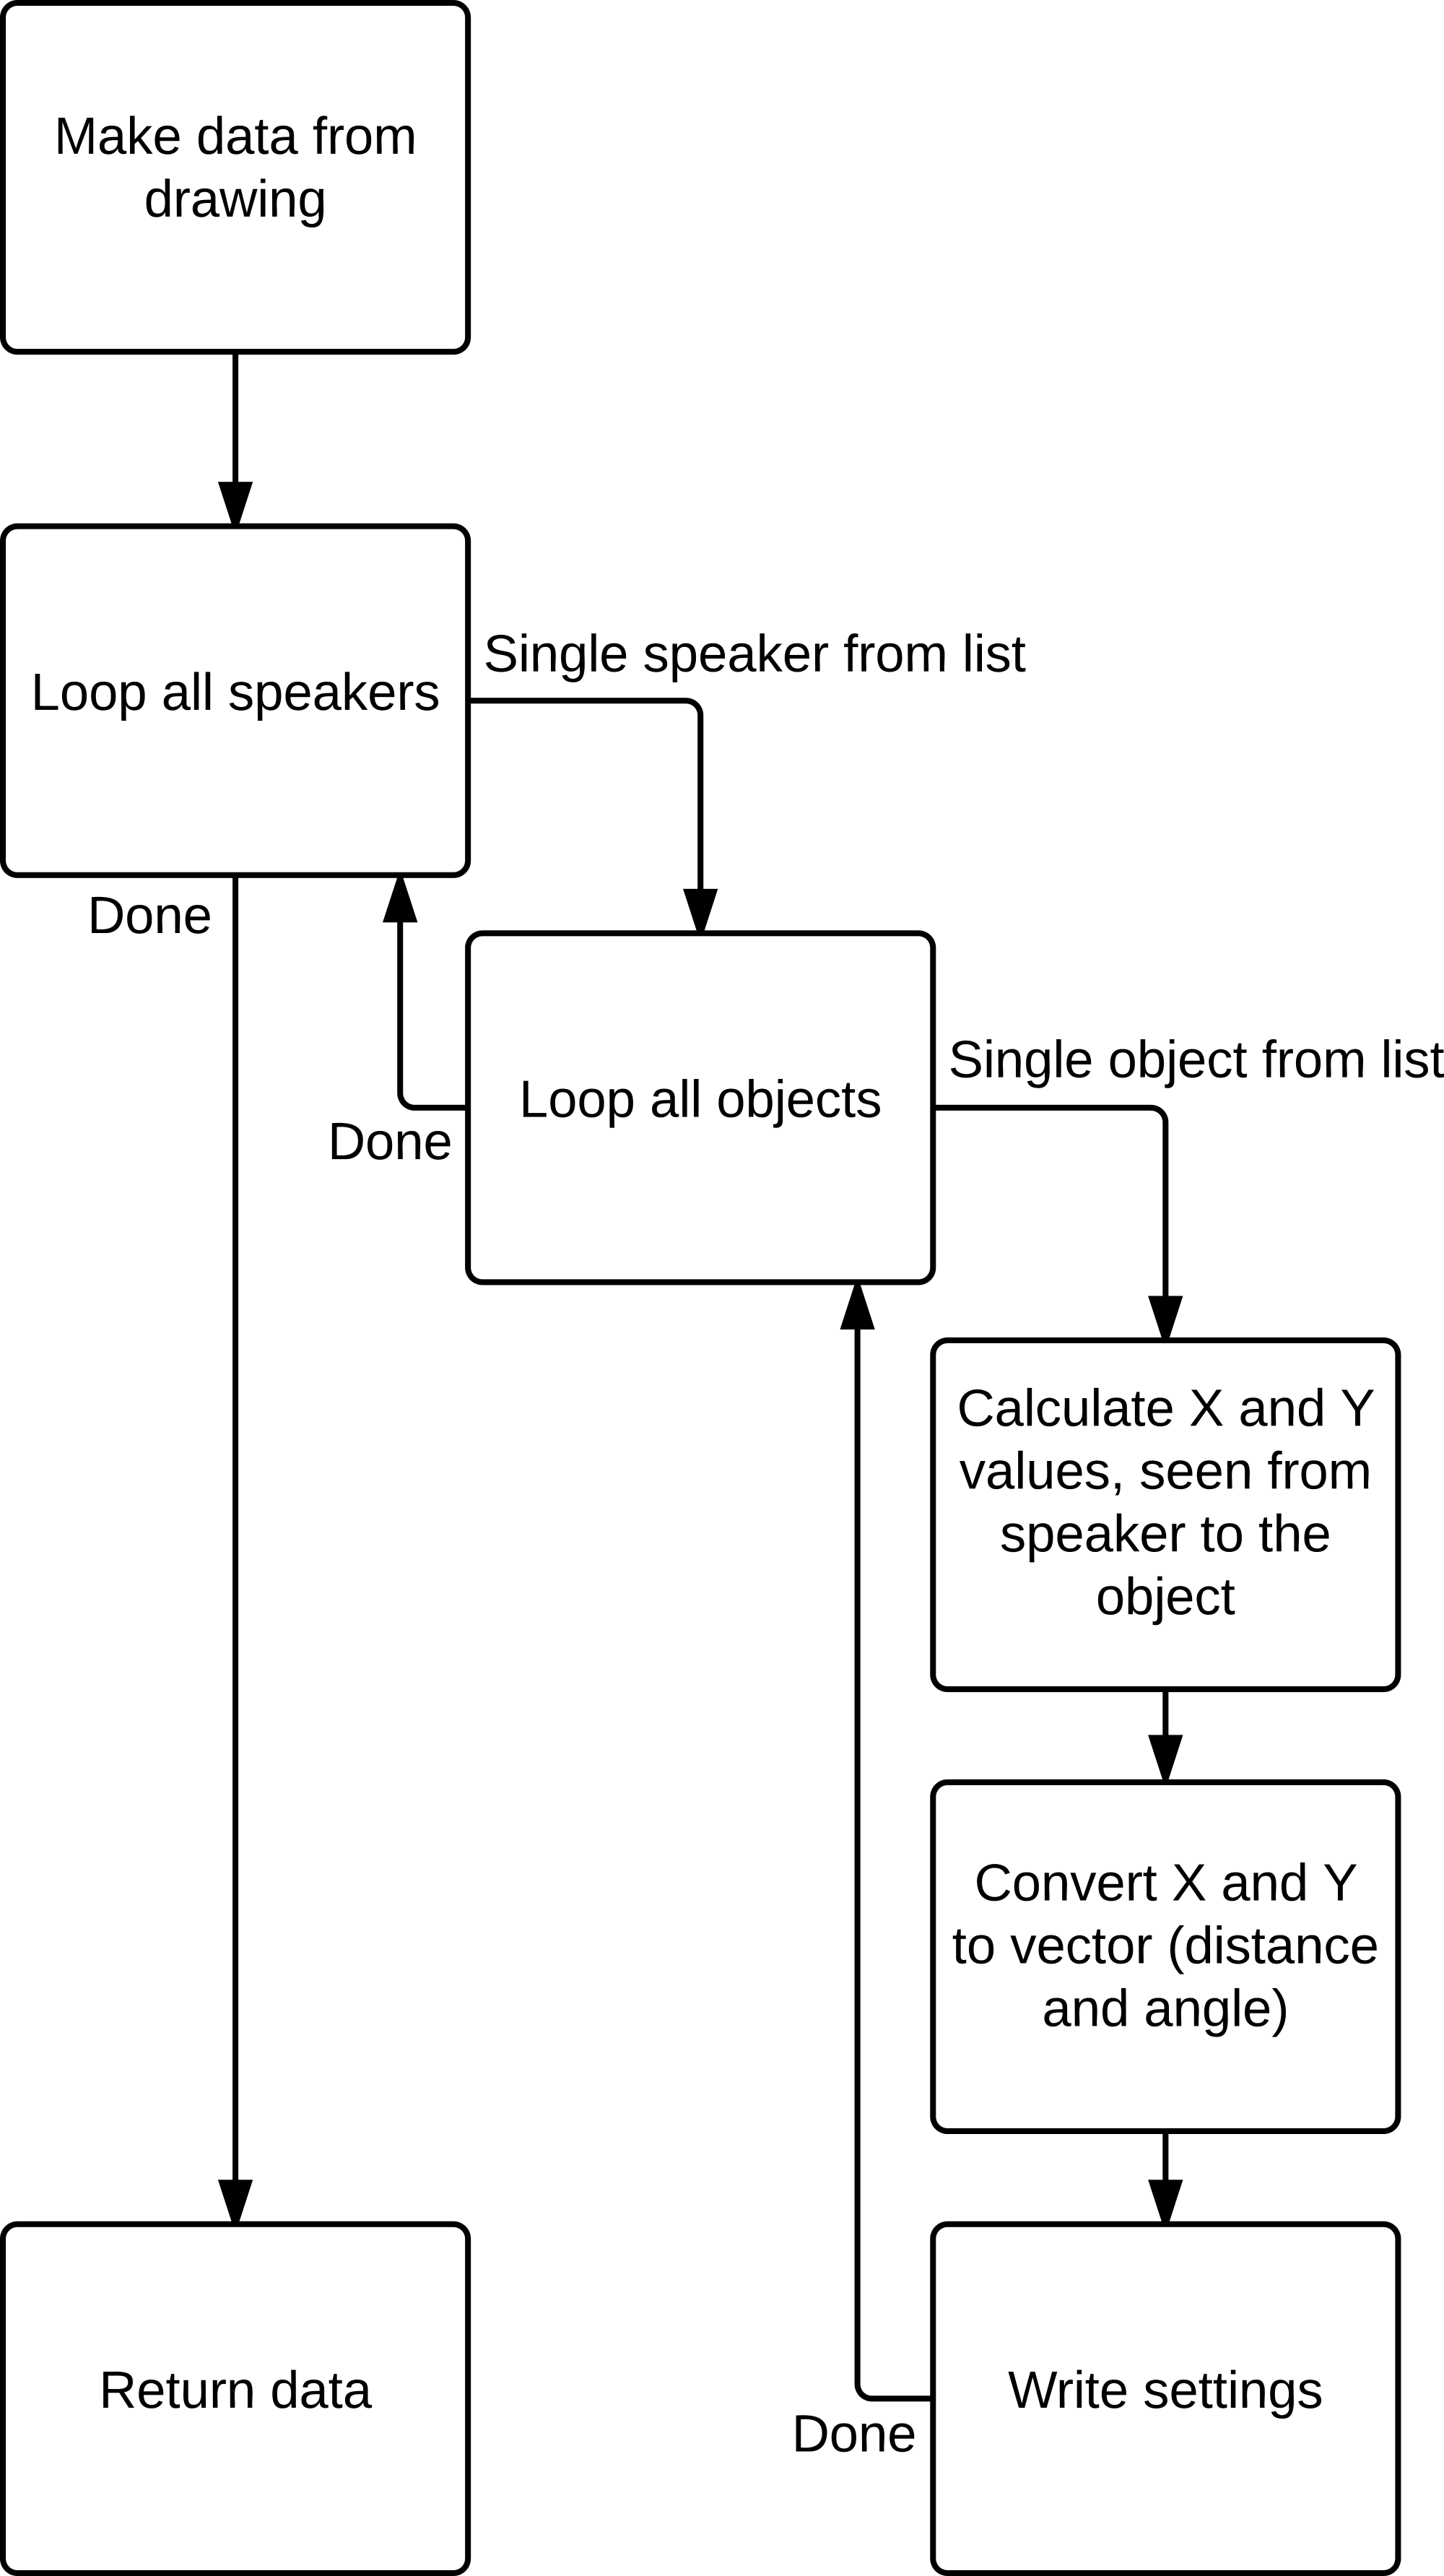 Make data from
drawing
Loop all speakers
Single speaker from list
Done
Loop all objects
Single object from list
Done
Calculate X and Y
values, seen from
speaker to the
object
Convert X and Y
to vector (distance
and angle)
Return data
Write settings
Done